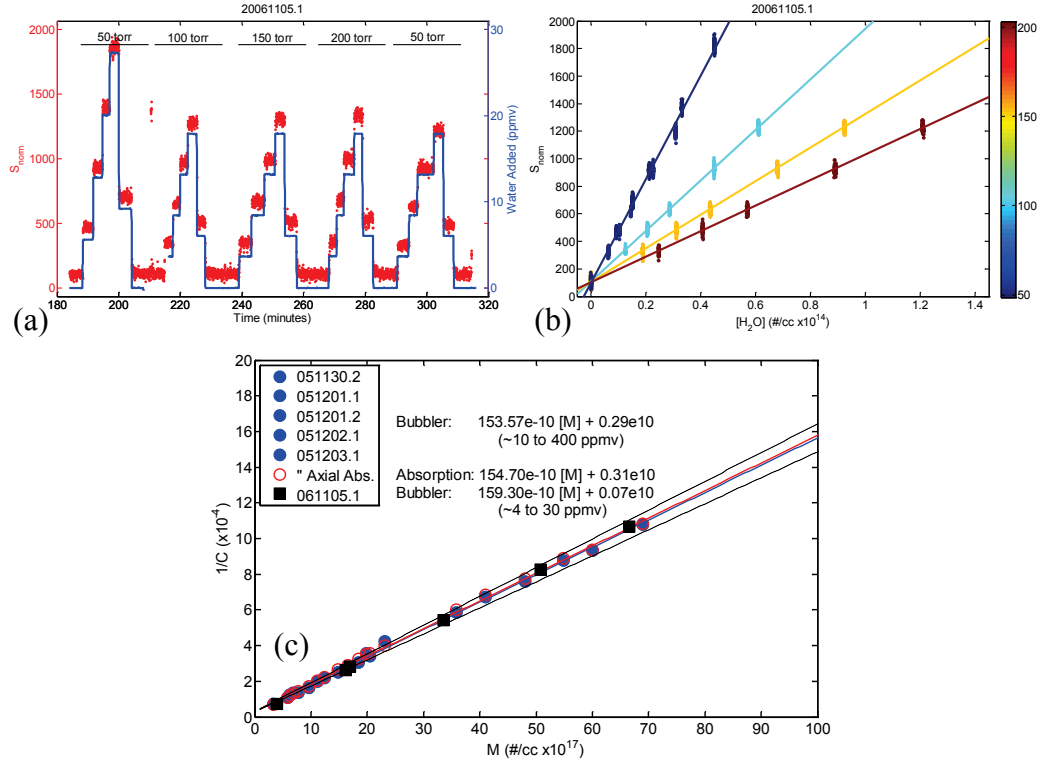 20061105.1
50 torr 100 torr 150 torr 200 torr 50 torr
2000
1500
1000
500
0
S_norm
30
20
10
0
Water Added (ppmv)
180 200 220 240 260 280 300 320
Time (minutes)
(a)
20061105.1
2000
1800
1600
1400
1200
1000
800
600
400
200
0
S_norm
0 0.2 0.4 0.6 0.8 1 1.2 1.4
[H₂O] (#/cc x10¹⁴)
200
150
100
50
(b)
20
18
16
14
12
10
8
6
4
2
0
1/C (x10⁻⁴)
051130.2
051201.1
051201.2
051202.1
051203.1
" Axial Abs.
061105.1
Bubbler: 153.57e-10 [M] + 0.29e10
(~10 to 400 ppmv)
Absorption: 154.70e-10 [M] + 0.31e10
Bubbler: 159.30e-10 [M] + 0.07e10
(~4 to 30 ppmv)
(c)
0 10 20 30 40 50 60 70 80 90 100
M (#/cc x10¹⁷)